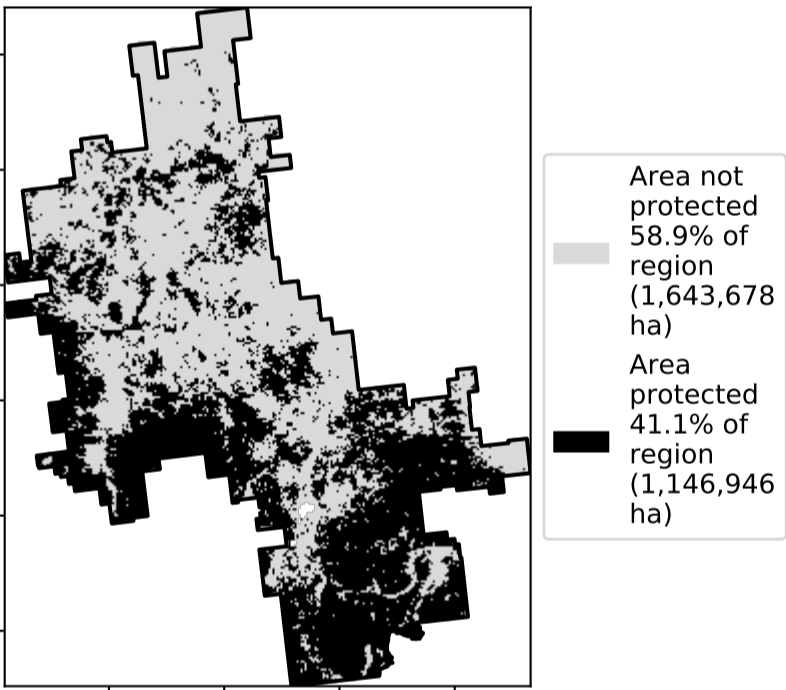 Area not
protected
58.9% of
region
(1,643,678
ha)
Area
protected
41.1% of
region
(1,146,946
ha)